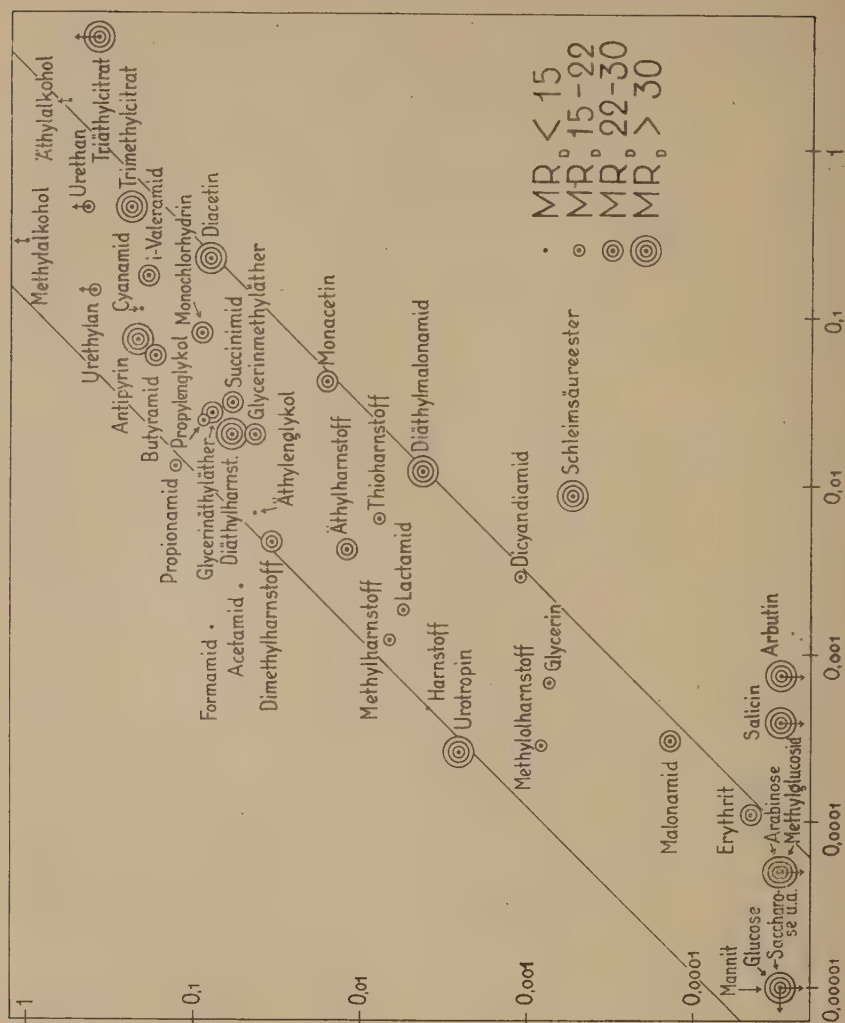 Methylalkohol
Äthylalkohol
Urethan
Triäthylcitrat
Trimethylcitrat
Urethylan
Cyanamid
i-Valeramid
Monochlorhydrin
Diacetin
Antipyrin
Butyramid
Propylenglykol
Succinimid
Glycerinmethyläther
Propionamid
Glycerinäthyläther
Diäthylharnst.
Äthylenglykol
Monacetin
Formamid
Acetamid
Dimethylharnstoff
Äthylharnstoff
Thioharnstoff
Diäthylmalonamid
Methylharnstoff
Lactamid
Harnstoff
Urotropin
Dicyandiamid
Schleimsäureester
Methylolharnstoff
Glycerin
Malonamid
Salicin
Arbutin
Erythrit
Arabinose
Methylglucosid
Mannit
Glucose
Saccharo-
se u.a.
MR_D < 15
MR_D 15-22
MR_D 22-30
MR_D > 30
1
0,1
0,01
0,001
0,0001
0,00001
0,0001
0,001
0,01
0,1
1